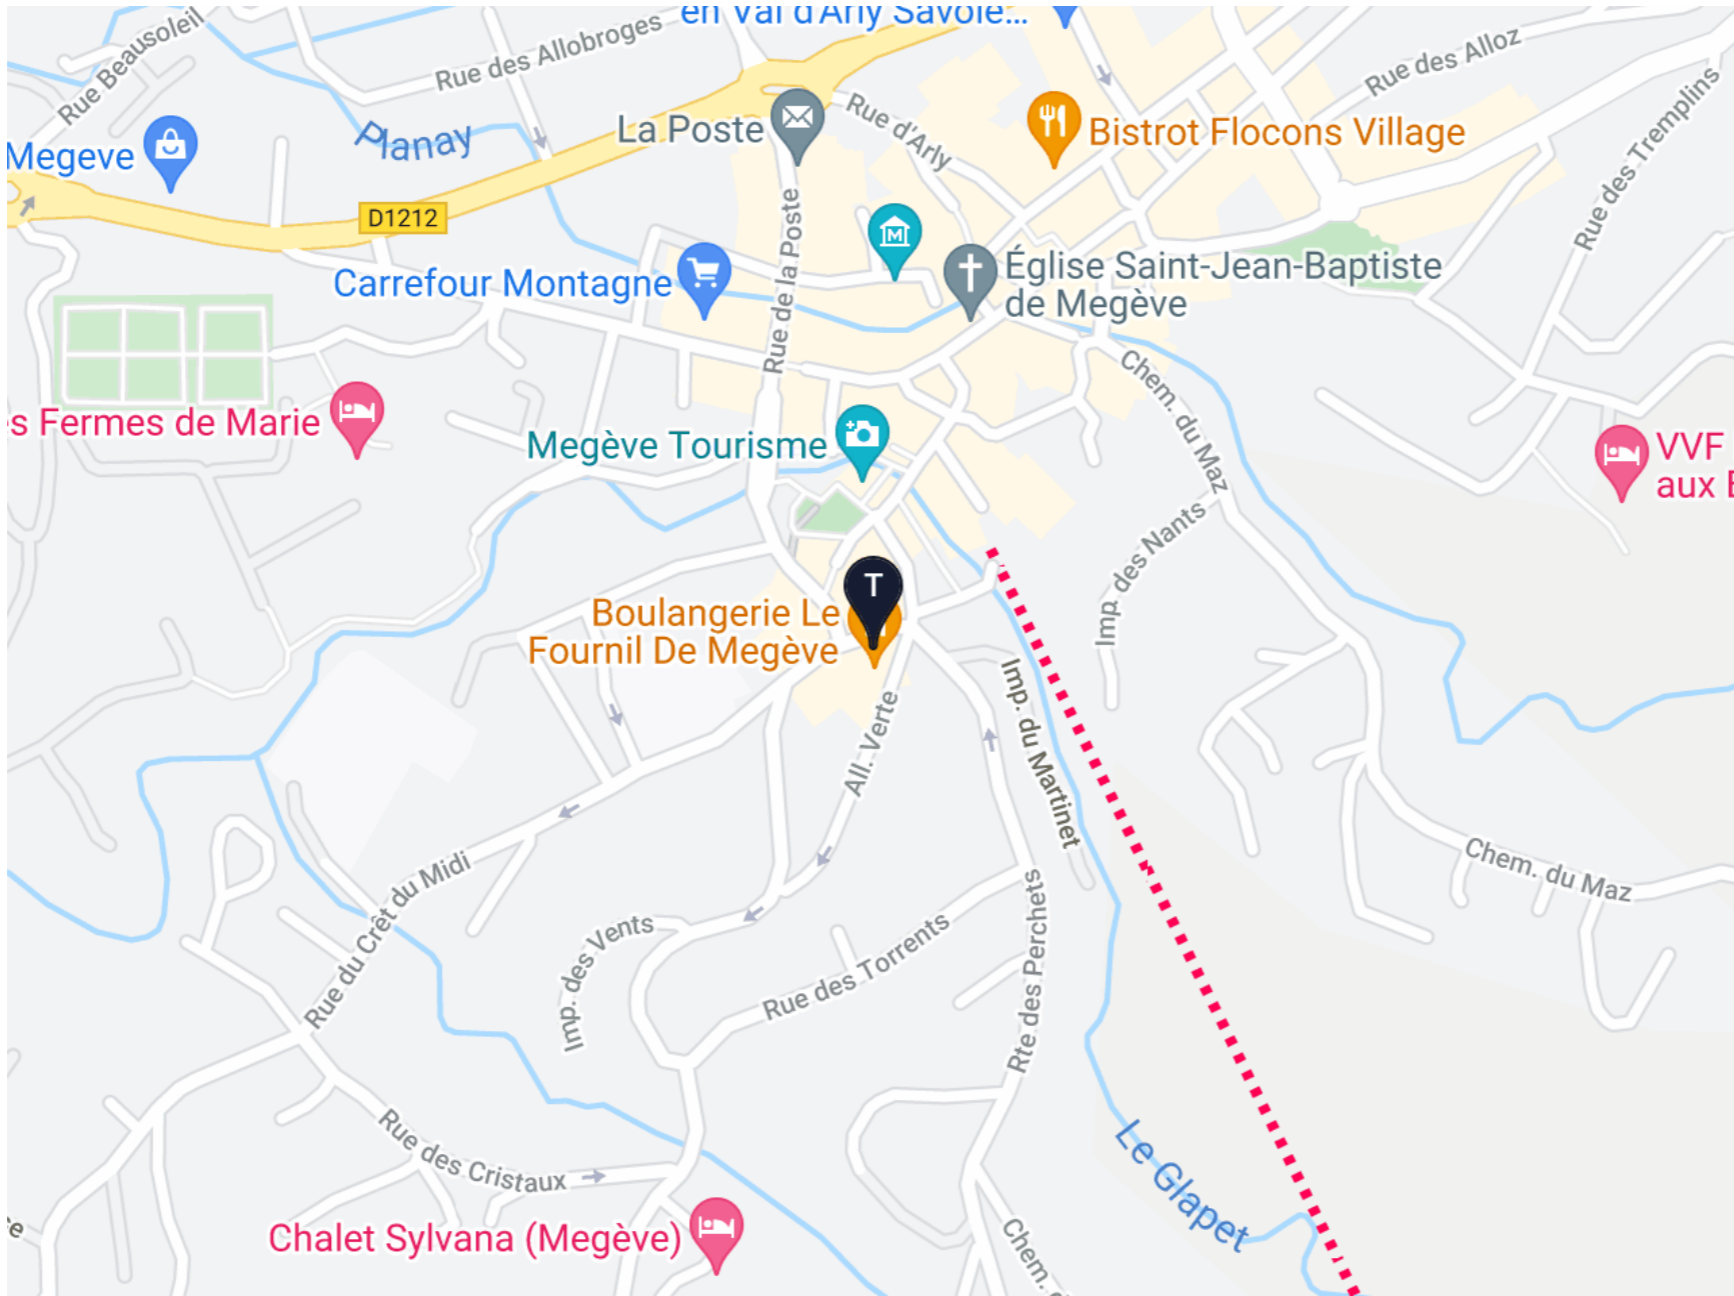 en Val d'Arly Savoie...
Rue Beausoleil
Rue des Allobroges
Rue des Alloz
Planay
La Poste
Rue d'Arly
Bistrot Flocons Village
Megeve
Rue des Tremplins
D1212
Rue de la Poste
M
Carrefour Montagne
Église Saint-Jean-Baptiste
de Megève
s Fermes de Marie
Chem. du Maz
Megève Tourisme
VVF
aux
Imp. des Nants
T
Boulangerie Le
Fournil De Megève
Imp. du Martinet
All. Verte
Rue du Crêt du Midi
Chem. du Maz
Imp. des Vents
Rue des Torrents
Rte des Perchets
Rue des Cristaux
Le Glapet
Chalet Sylvana (Megève)
Chem.